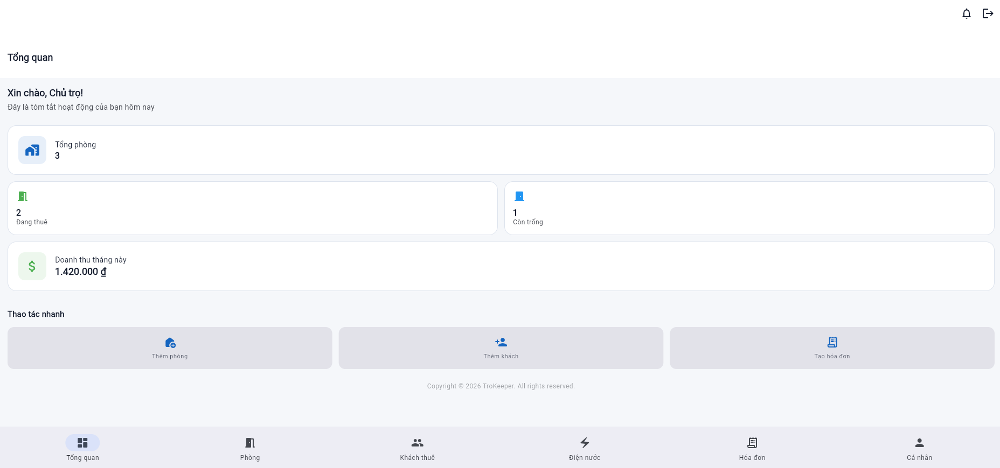 Tổng quan
Xin chào, Chủ trọ!
Đây là tóm tắt hoạt động của bạn hôm nay
Tổng phòng
3
2
Đang thuê
1
Còn trống
Doanh thu tháng này
1.420.000 ₫
Thao tác nhanh
Thêm phòng
Thêm khách
Tạo hóa đơn
Copyright © 2026 TroKeeper. All rights reserved.
Tổng quan
Phòng
Khách thuê
Điện nước
Hóa đơn
Cá nhân